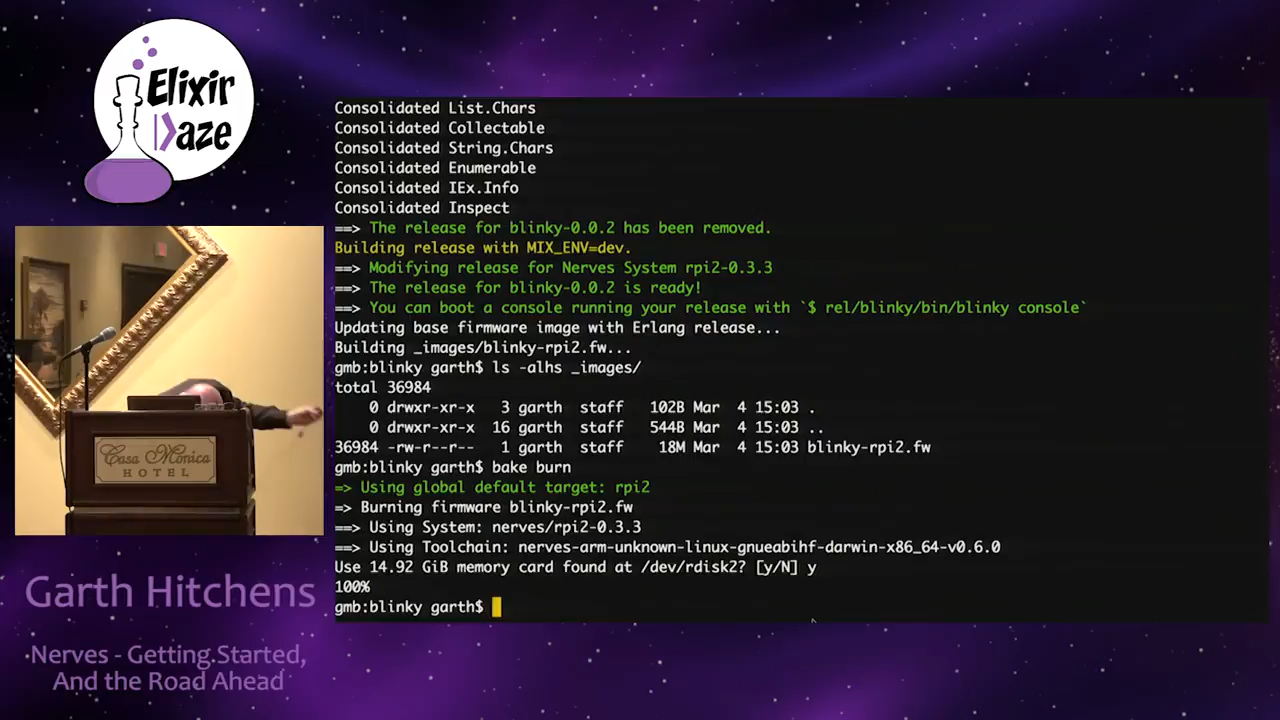 Elixir
Daze
Consolidated List.Chars
Consolidated Collectable
Consolidated String.Chars
Consolidated Enumerable
Consolidated IEx.Info
Consolidated Inspect
==> The release for blinky-0.0.2 has been removed.
Building release with MIX_ENV=dev.
==> Modifying release for Nerves System rpi2-0.3.3
==> The release for blinky-0.0.2 is ready!
==> You can boot a console running your release with `$ rel/blinky/bin/blinky console`
Updating base firmware image with Erlang release...
Building _images/blinky-rpi2.fw...
gmb:blinky garth$ ls -alhs _images/
total 36984
0 drwxr-xr-x 3 garth staff 102B Mar 4 15:03 .
0 drwxr-xr-x 16 garth staff 544B Mar 4 15:03 ..
36984 -rw-r--r-- 1 garth staff 18M Mar 4 15:03 blinky-rpi2.fw
gmb:blinky garth$ bake burn
=> Using global default target: rpi2
=> Burning firmware blinky-rpi2.fw
==> Using System: nerves/rpi2-0.3.3
==> Using Toolchain: nerves-arm-unknown-linux-gnueabihf-darwin-x86_64-v0.6.0
Use 14.92 GiB memory card found at /dev/rdisk2? [y/N] y
100%
gmb:blinky garth$
Casa Monica
HOTEL
Garth Hitchens
Nerves - Getting Started,
And the Road Ahead